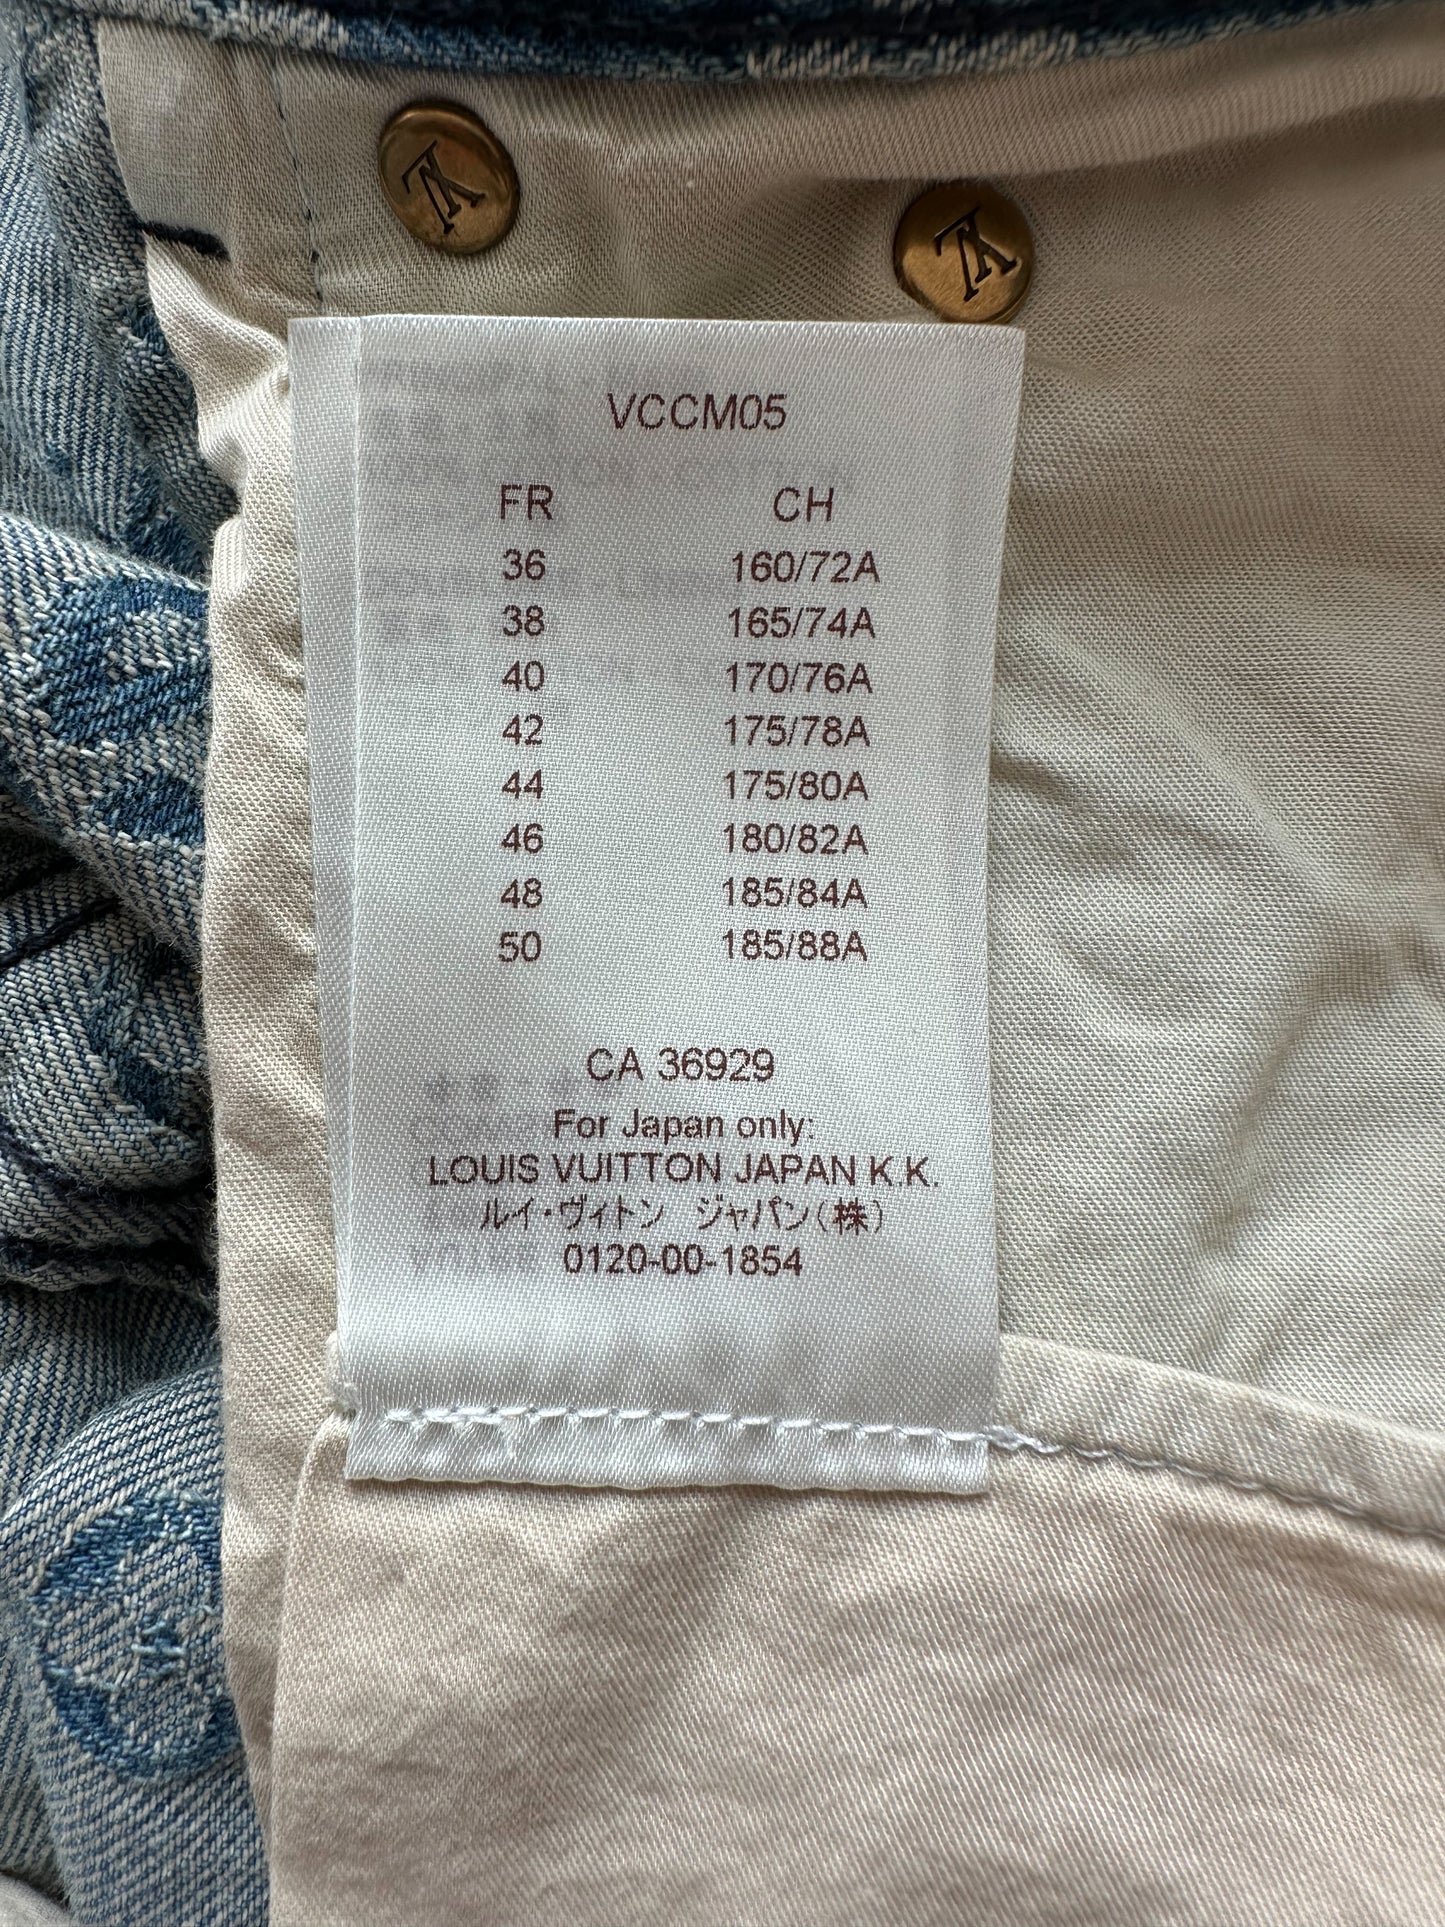 LV
LV
VCCM05
FR CH
36 160/72A
38 165/74A
40 170/76A
42 175/78A
44 175/80A
46 180/82A
48 185/84A
50 185/88A
CA 36929
For Japan only:
LOUIS VUITTON JAPAN K.K.
ルイ・ヴィトン ジャパン(株)
0120-00-1854